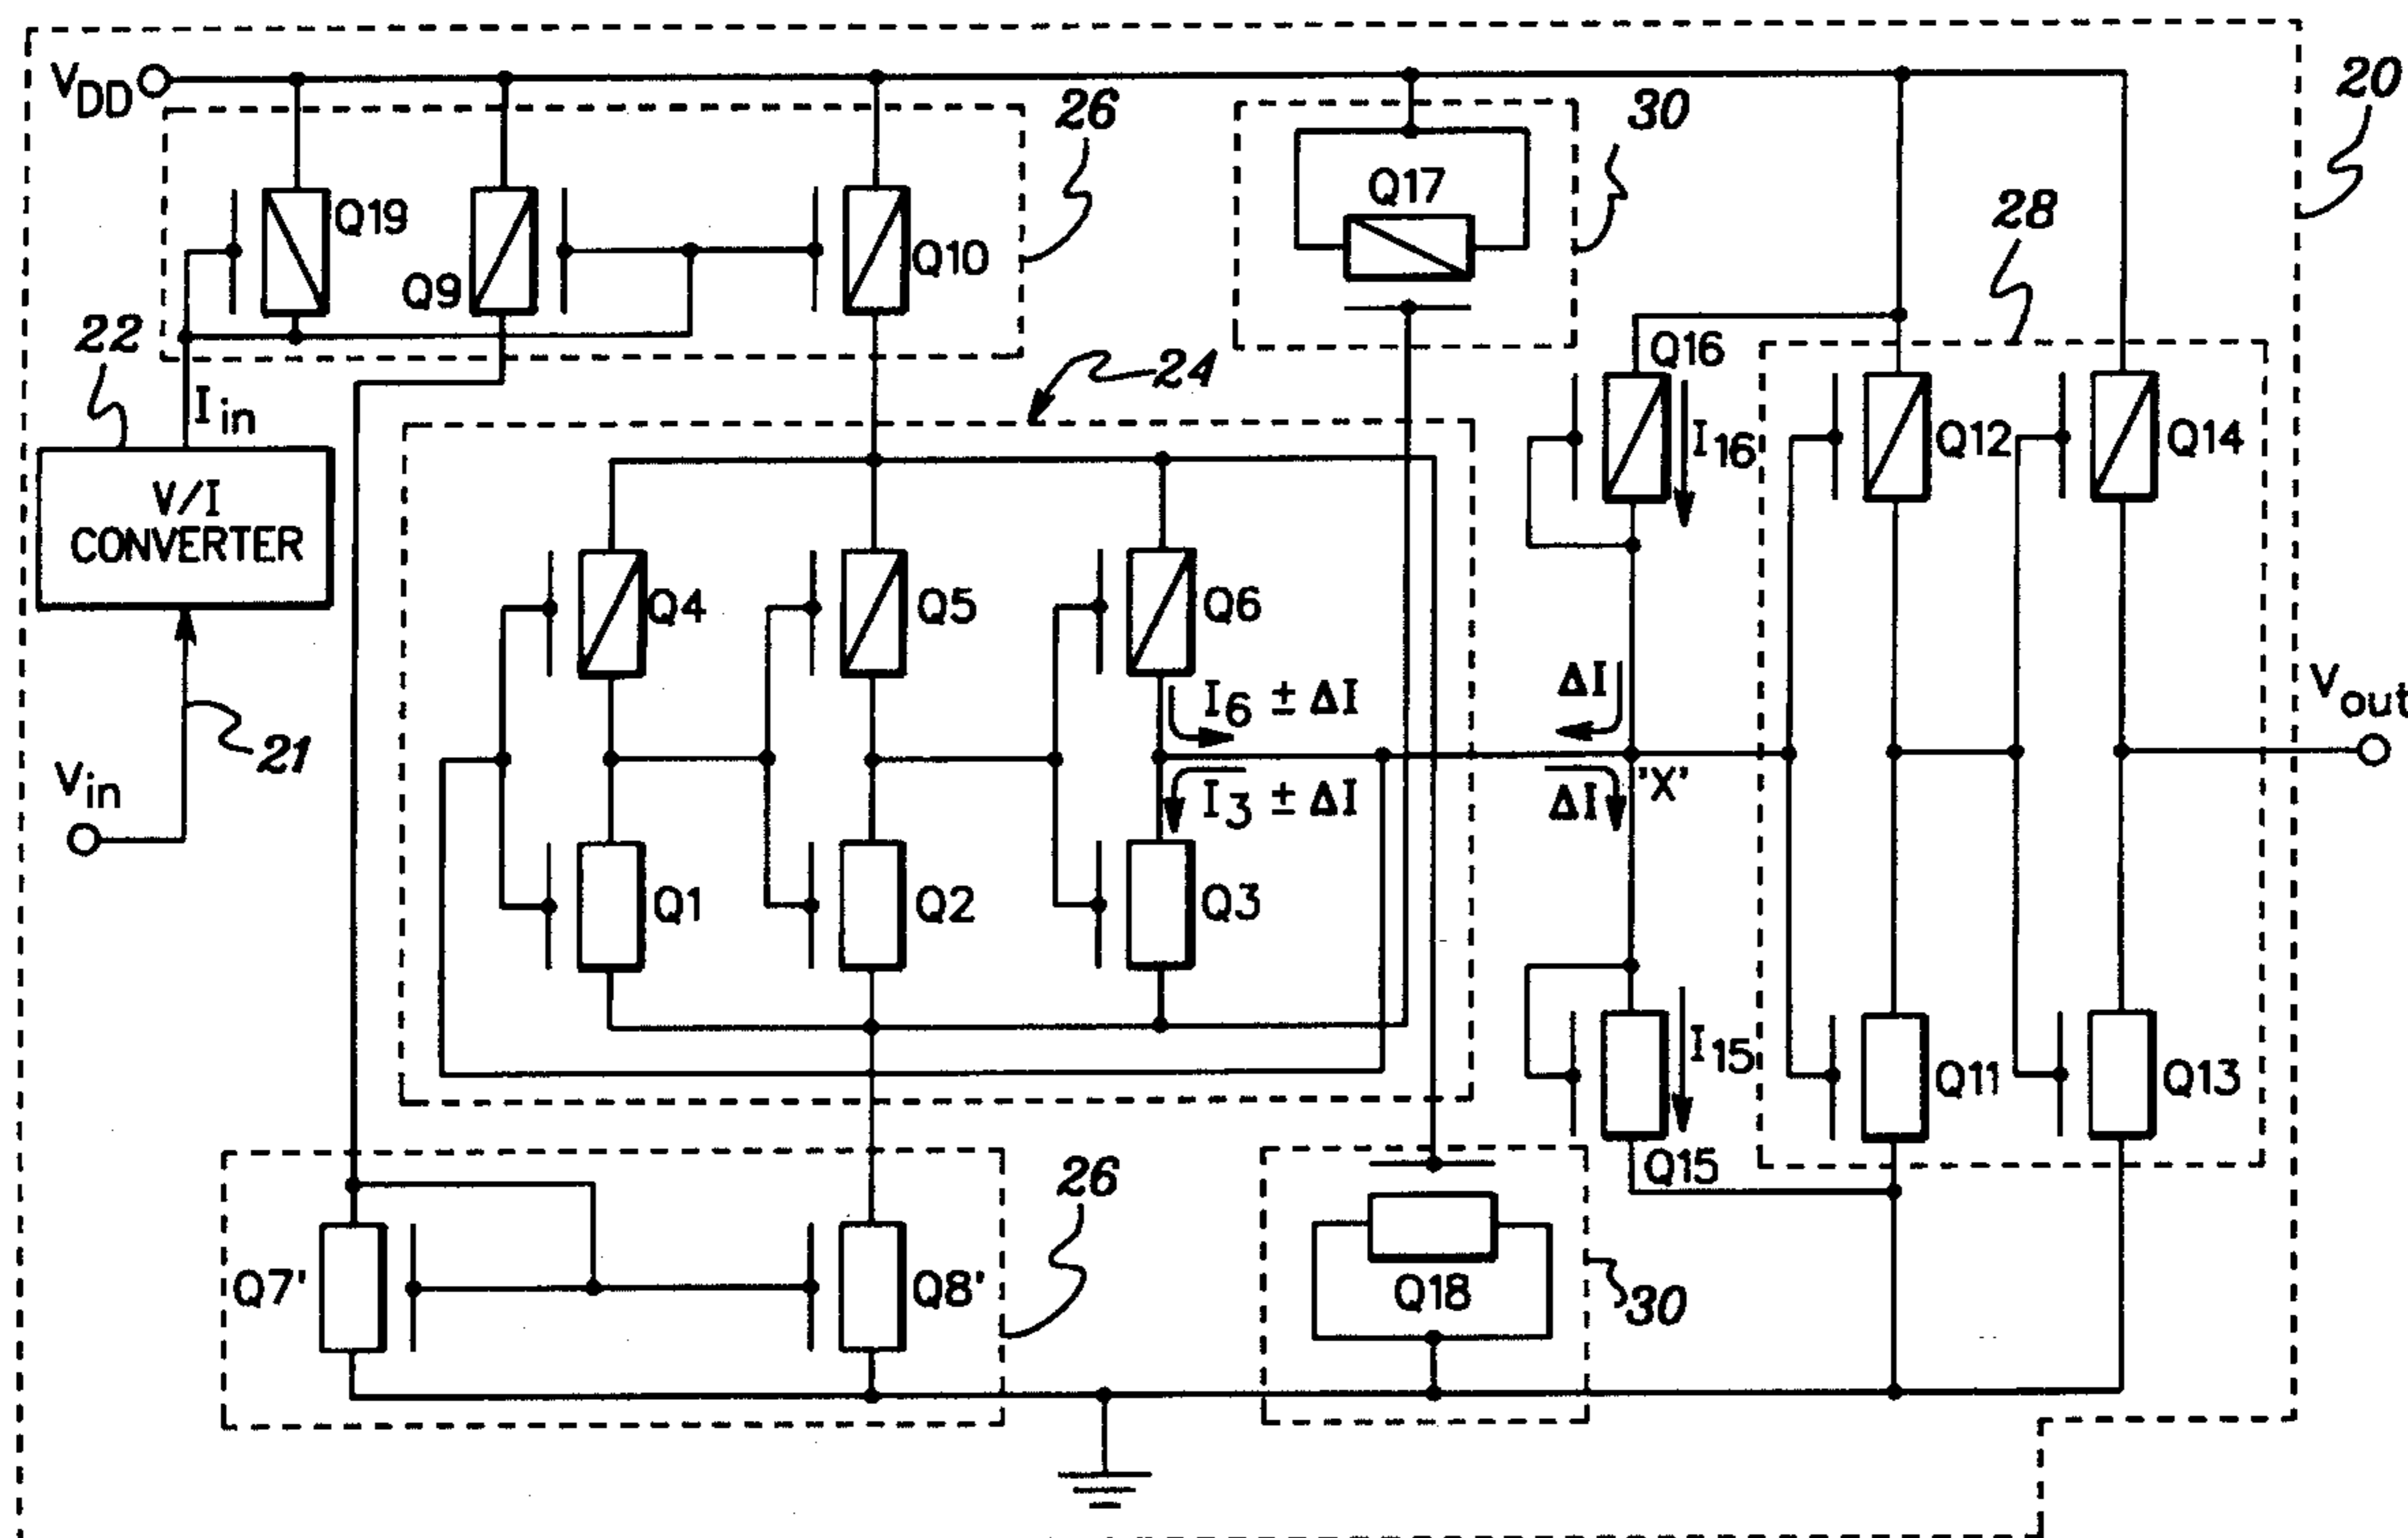 VDD
26
30
20
Q19
Q9
Q10
Q17
28
22
24
Iin
V/I
CONVERTER
Q16
I16
Q12
Q14
Q4
Q5
Q6
I6 ± ΔI
ΔI
Vout
21
Vin
I3 ± ΔI
ΔI
"X"
Q1
Q2
Q3
I15
Q11
Q13
Q15
26
Q7'
Q8'
Q18
30